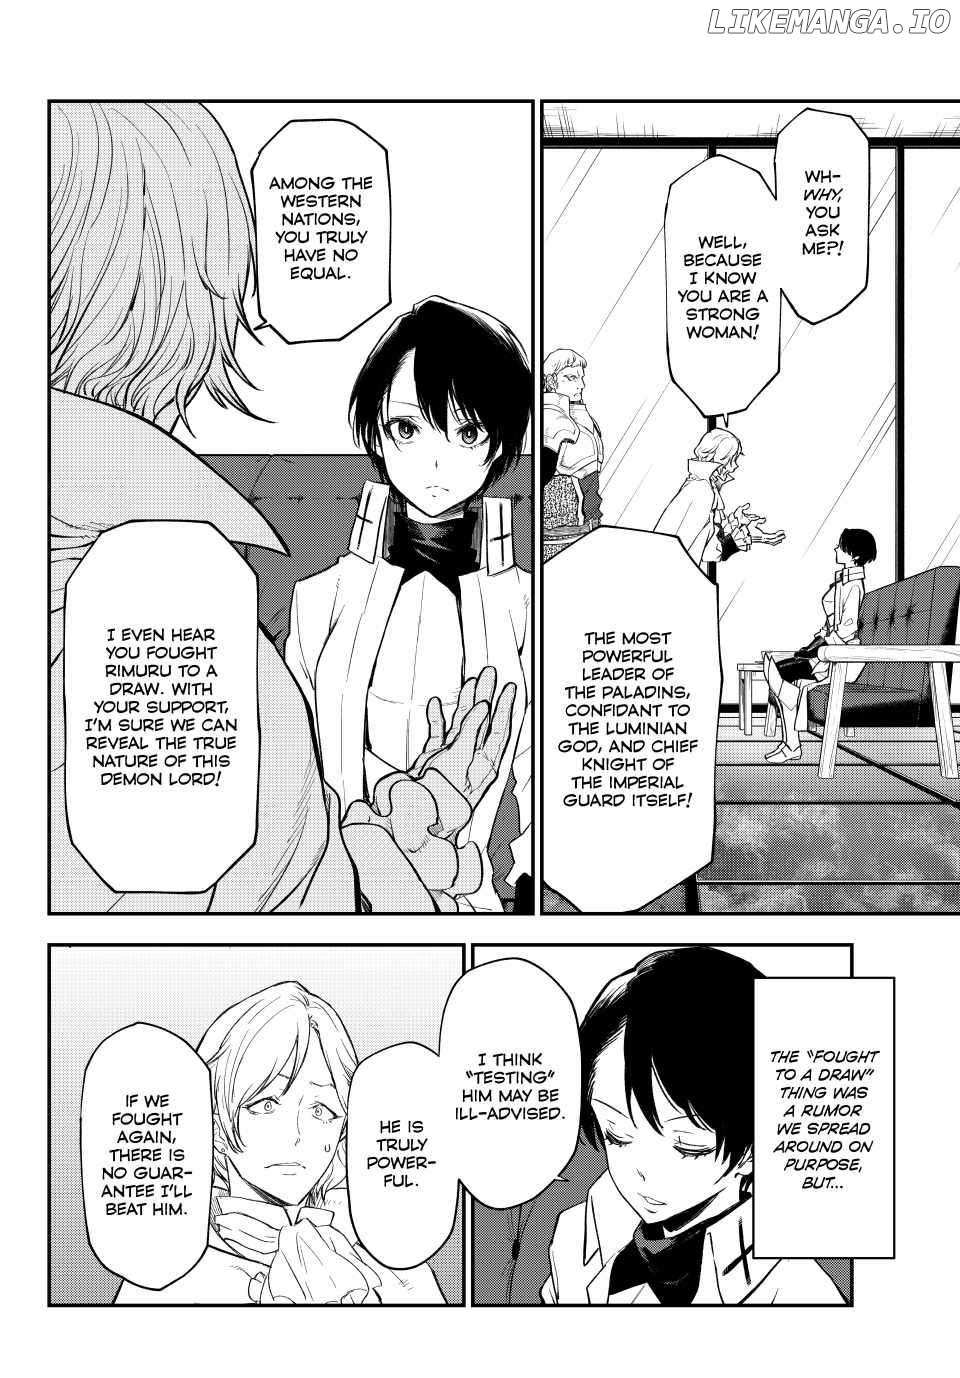 LIKEMANGA.IO
WH-
WHY,
YOU
ASK
ME?!
WELL,
BECAUSE
I KNOW
YOU ARE A
STRONG
WOMAN!
THE MOST
POWERFUL
LEADER OF
THE PALADINS,
CONFIDANT TO
THE LUMINIAN
GOD, AND CHIEF
KNIGHT OF
THE IMPERIAL
GUARD ITSELF!
AMONG THE
WESTERN
NATIONS,
YOU TRULY
HAVE NO
EQUAL.
I EVEN HEAR
YOU FOUGHT
RIMURU TO A
DRAW. WITH
YOUR SUPPORT,
I'M SURE WE CAN
REVEAL THE TRUE
NATURE OF THIS
DEMON LORD!
THE "FOUGHT
TO A DRAW"
THING WAS
A RUMOR
WE SPREAD
AROUND ON
PURPOSE,
BUT...
I THINK
"TESTING"
HIM MAY BE
ILL-ADVISED.
HE IS
TRULY
POWER-
FUL.
IF WE
FOUGHT
AGAIN,
THERE IS
NO GUAR-
ANTEE I'LL
BEAT HIM.